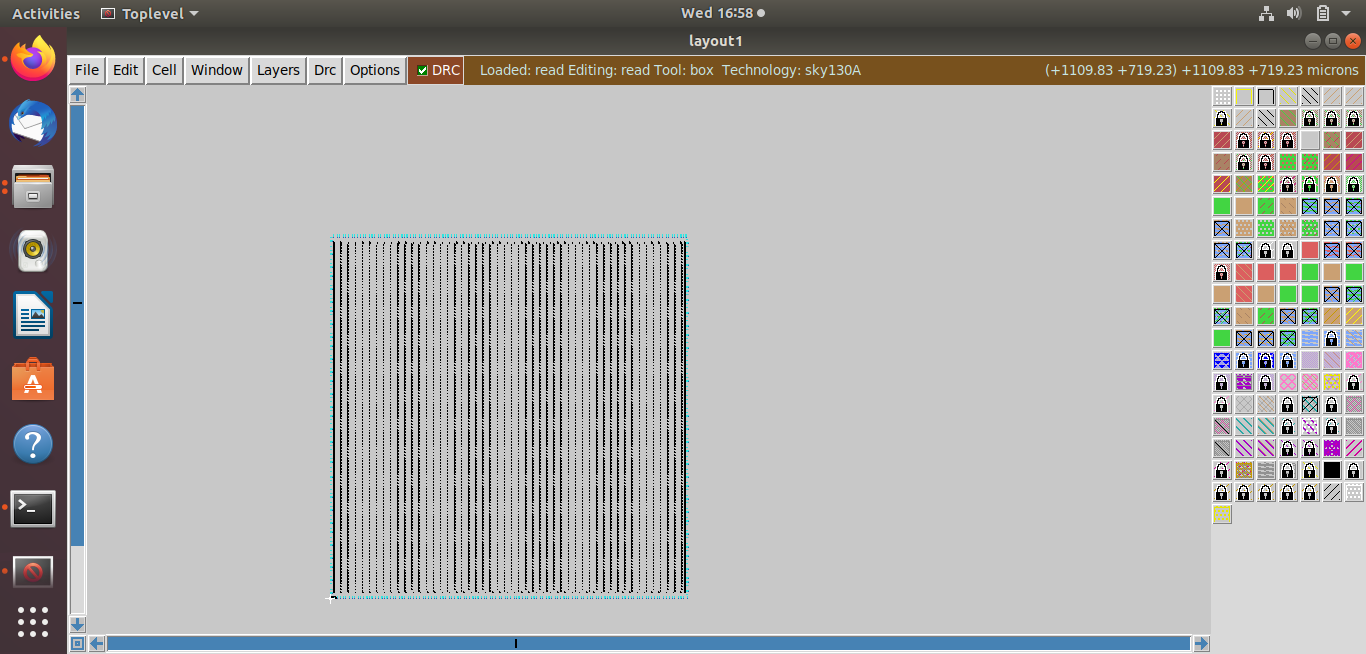 Activities Toplevel Wed 16:58
layout1
File Edit Cell Window Layers Drc Options DRC Loaded: read Editing: read Tool: box Technology: sky130A (+1109.83 +719.23) +1109.83 +719.23 microns